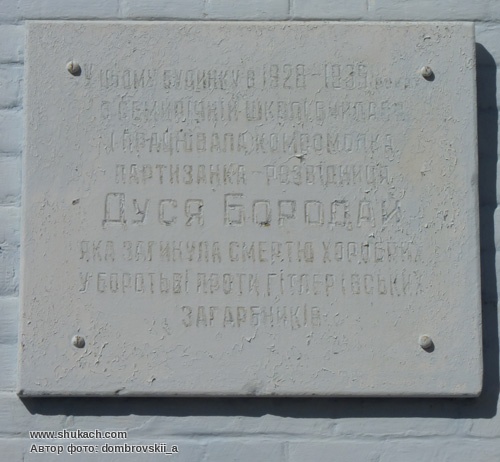 У цьому будинку в 1928-1935
в семирічній школі
і працювала комсомолка
партизанка-розвідниця
Дуся Бородай
яка загинула смертю хоробрих
у боротьбі проти гітлерівських
загарбників
www.shukach.com
Автор фото: dombrovskii_a